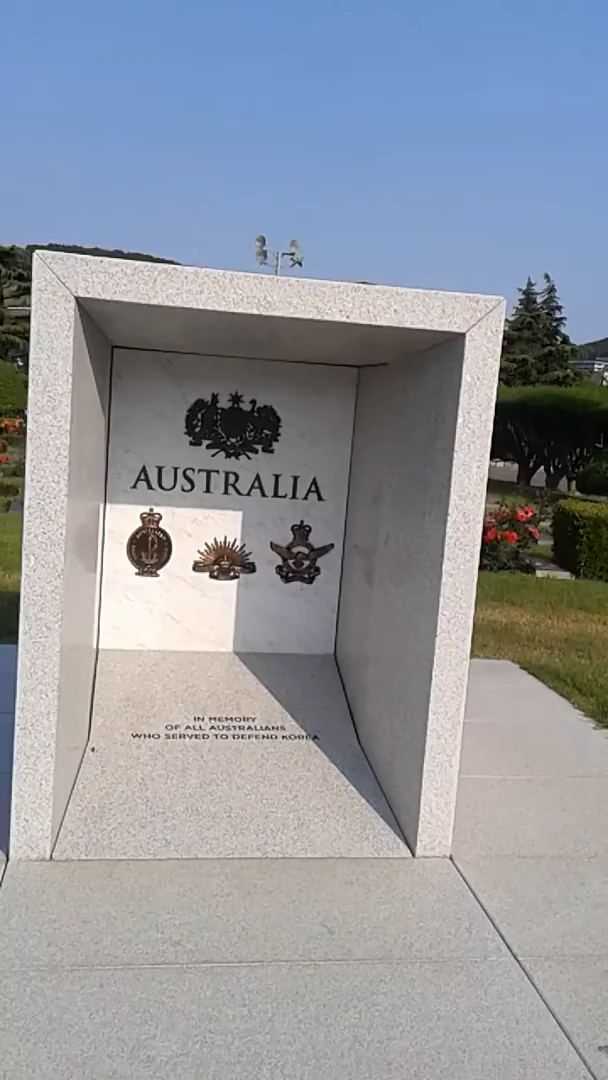 AUSTRALIA
IN MEMORY
OF ALL AUSTRALIANS
WHO SERVED TO DEFEND KOREA